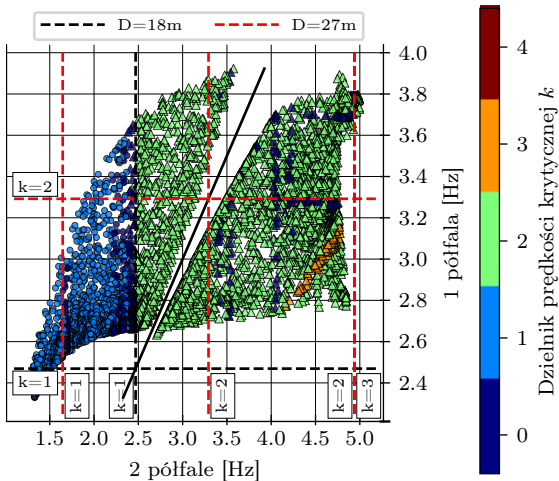 D=18m D=27m
4.0
3.8
3.6
3.4
3.2
3.0
2.8
2.6
2.4
1 półfala [Hz]
k=2
k=1
k=1
k=1
k=2
k=2
k=3
1.5 2.0 2.5 3.0 3.5 4.0 4.5 5.0
2 półfale [Hz]
4
3
2
1
0
Dzielnik prędkości krytycznej k